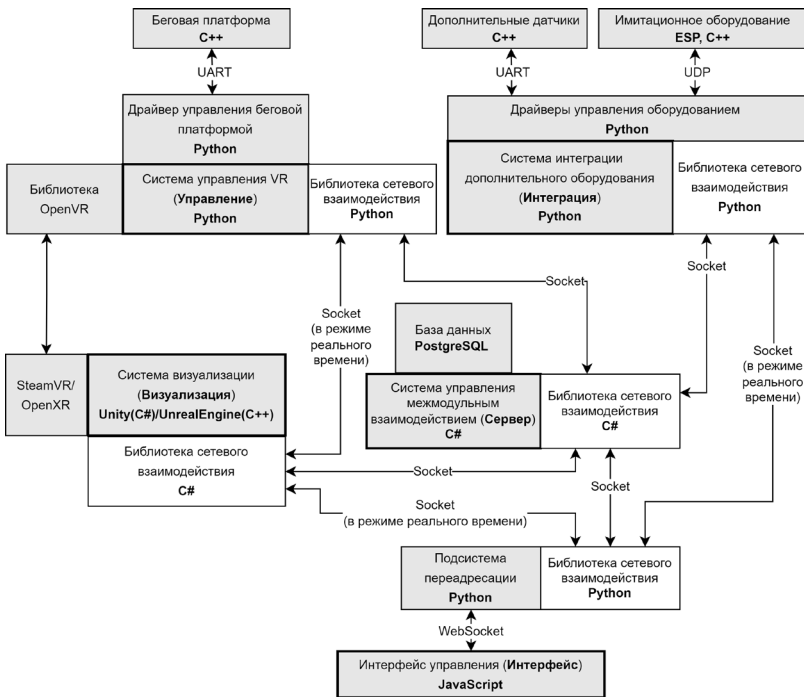 Беговая платформа
C++
Дополнительные датчики
C++
Имитационное оборудование
ESP, C++
UART
UART
UDP
Драйвер управления беговой
платформой
Python
Драйверы управления оборудованием
Python
Библиотека
OpenVR
Система управления VR
(Управление)
Python
Библиотека сетевого
взаимодействия
Python
Система интеграции
дополнительного оборудования
(Интеграция)
Python
Библиотека сетевого
взаимодействия
Python
Socket
Socket
Socket
(в режиме
реального
времени)
База данных
PostgreSQL
Socket
(в режиме
реального
времени)
SteamVR/
OpenXR
Система визуализации
(Визуализация)
Unity(C#)/UnrealEngine(C++)
Система управления
межмодульным
взаимодействием (Сервер)
C#
Библиотека сетевого
взаимодействия
C#
Библиотека сетевого
взаимодействия
C#
Socket
Socket
Socket
(в режиме реального времени)
Подсистема
переадресации
Python
Библиотека сетевого
взаимодействия
Python
WebSocket
Интерфейс управления (Интерфейс)
JavaScript